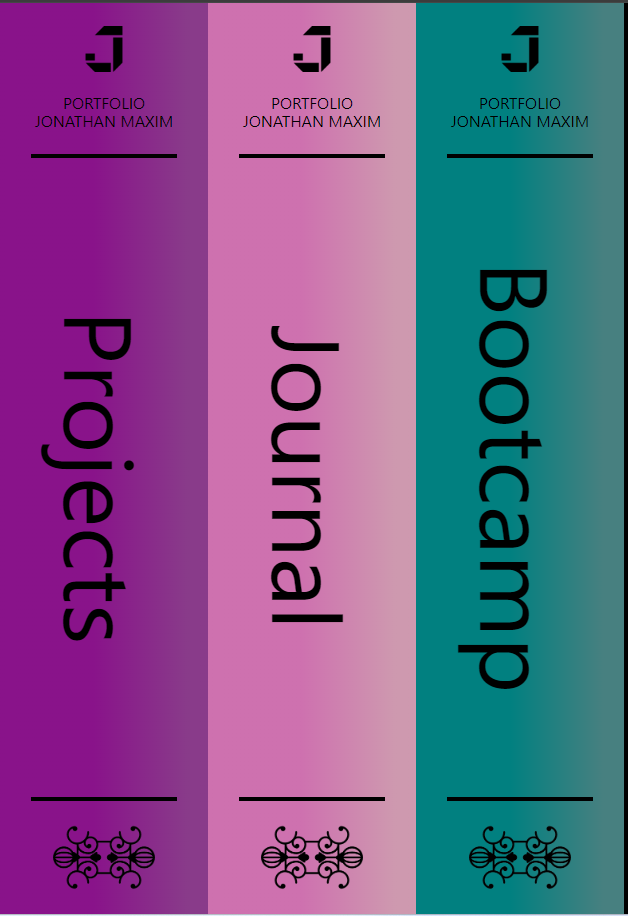 J
PORTFOLIO
JONATHAN MAXIM
Projects
J
PORTFOLIO
JONATHAN MAXIM
Journal
J
PORTFOLIO
JONATHAN MAXIM
Bootcamp